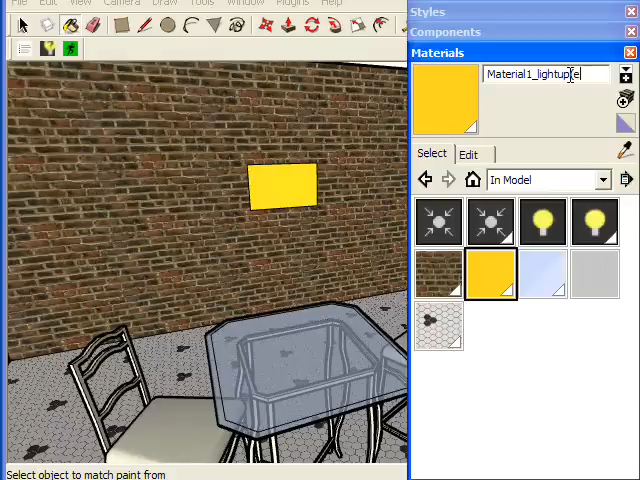 File Edit View Camera Draw Tools Window Plugins Help
Styles
Components
Materials
Material1_lightup_e
Select Edit
In Model
Select object to match paint from